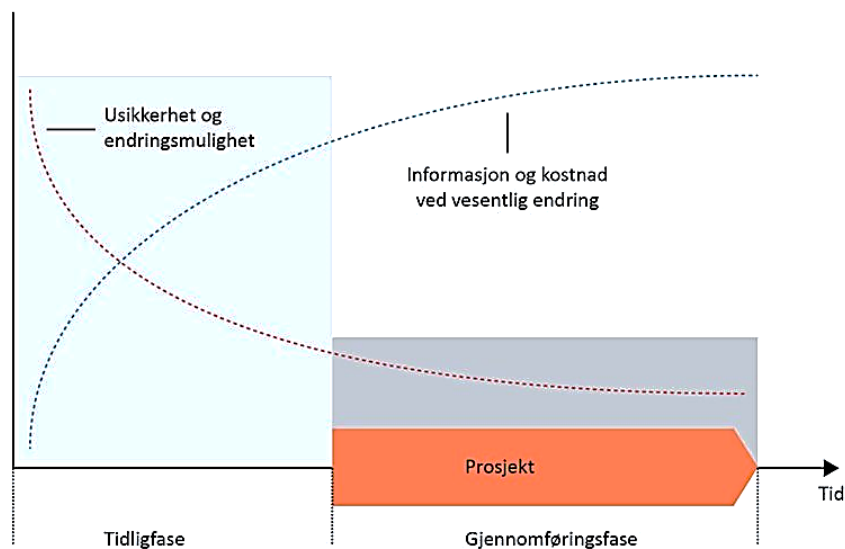 Usikkerhet og
endringsmulighet
Informasjon og kostnad
ved vesentlig endring
Prosjekt
Tid
Tidligfase
Gjennomføringsfase